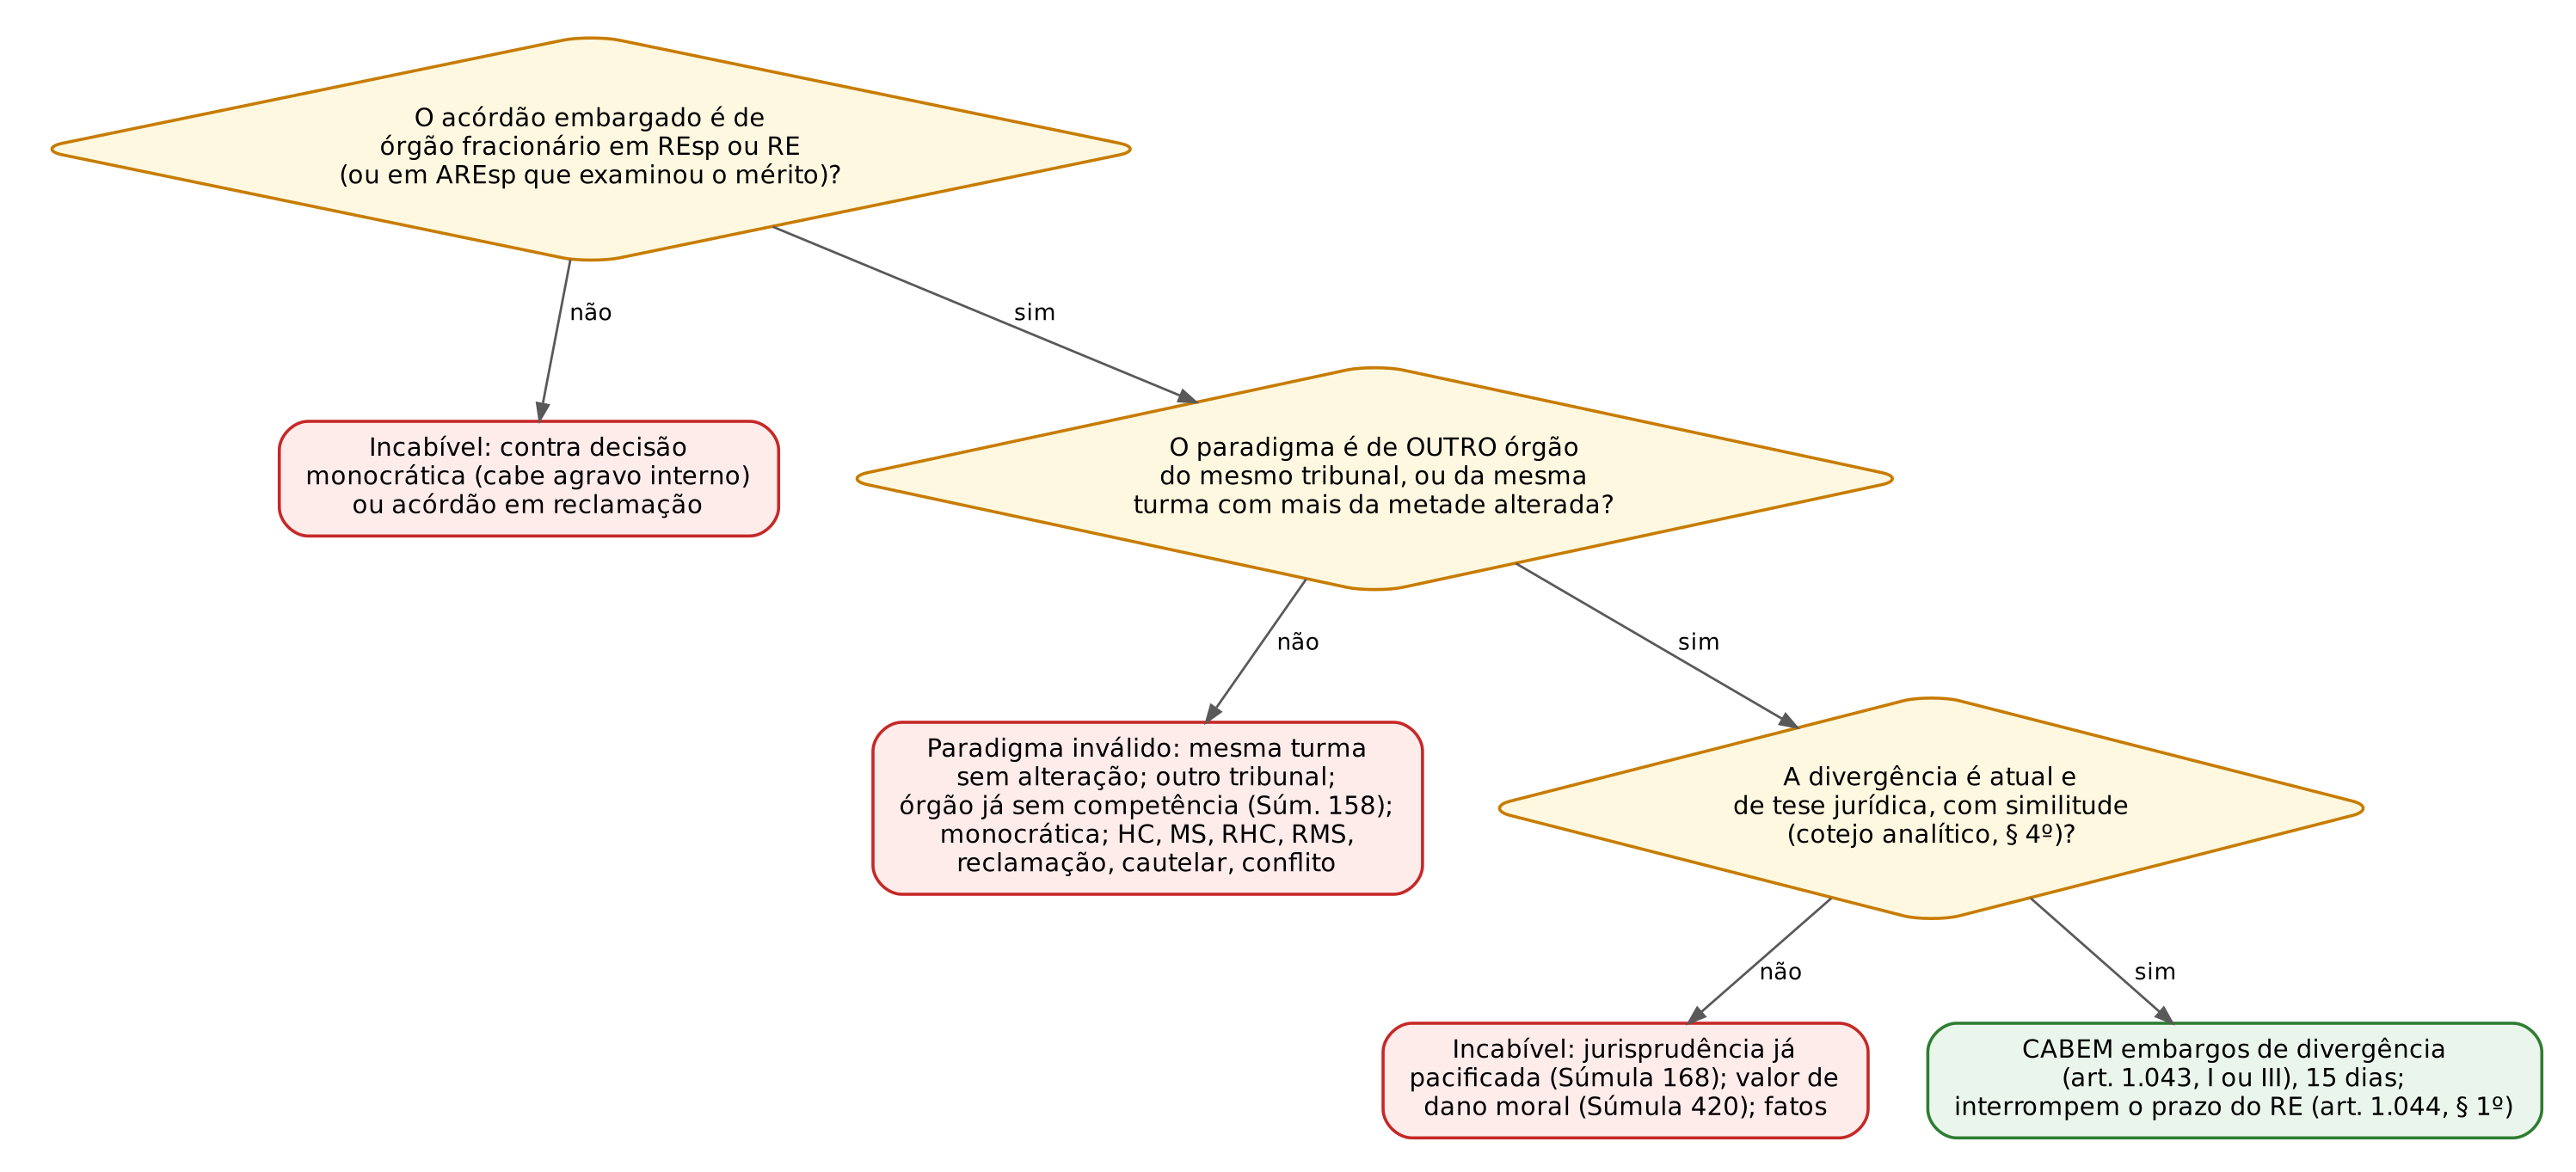 O acórdão embargado é de
órgão fracionário em REsp ou RE
(ou em AREsp que examinou o mérito)?
não
sim
Incabível: contra decisão
monocrática (cabe agravo interno)
ou acórdão em reclamação
O paradigma é de OUTRO órgão
do mesmo tribunal, ou da mesma
turma com mais da metade alterada?
não
sim
Paradigma inválido: mesma turma
sem alteração; outro tribunal;
órgão já sem competência (Súm. 158);
monocrática; HC, MS, RHC, RMS,
reclamação, cautelar, conflito
A divergência é atual e
de tese jurídica, com similitude
(cotejo analítico, § 4º)?
não
sim
Incabível: jurisprudência já
pacificada (Súmula 168); valor de
dano moral (Súmula 420); fatos
CABEM embargos de divergência
(art. 1.043, I ou III), 15 dias;
interrompem o prazo do RE (art. 1.044, § 1º)